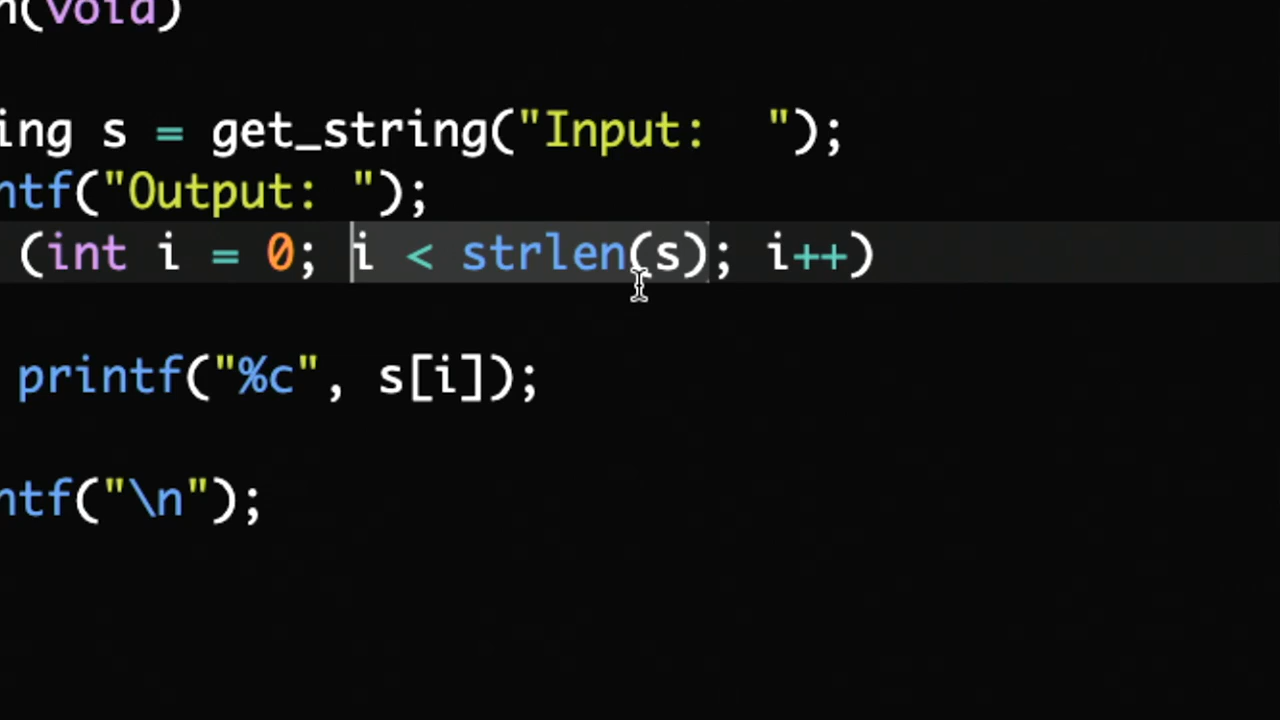 n(void)
ing s = get_string("Input:  ");
ntf("Output: ");
(int i = 0; i < strlen(s); i++)
printf("%c", s[i]);
ntf("\n");